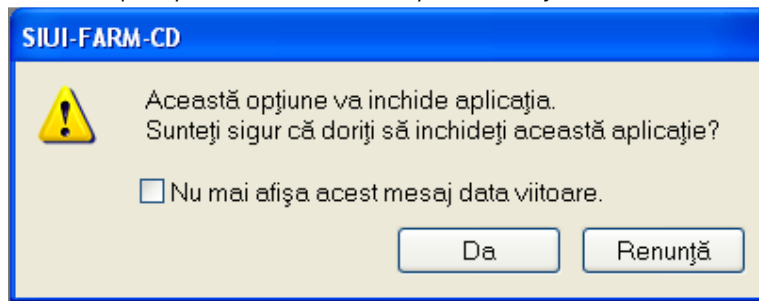 SIUI-FARM-CD
Această opţiune va inchide aplicaţia.
Sunteţi sigur că doriţi să inchideţi această aplicaţie?
Nu mai afişa acest mesaj data viitoare.
Da
Renunţă